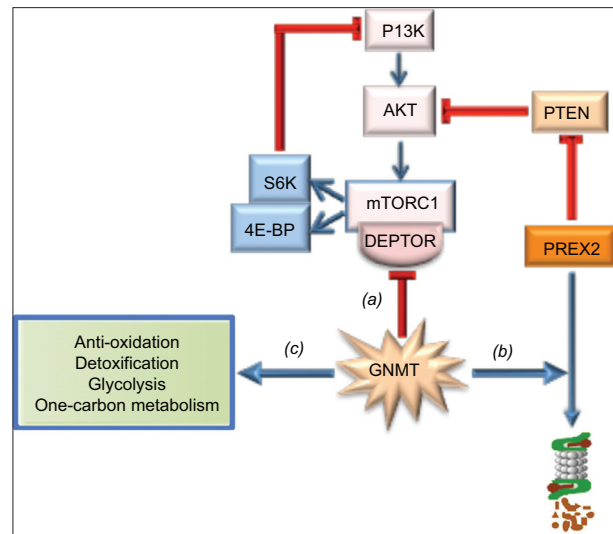 P13K
AKT
PTEN
S6K
mTORC1
4E-BP
DEPTOR
PREX2
(a)
Anti-oxidation
Detoxification
Glycolysis
One-carbon metabolism
(c)
GNMT
(b)